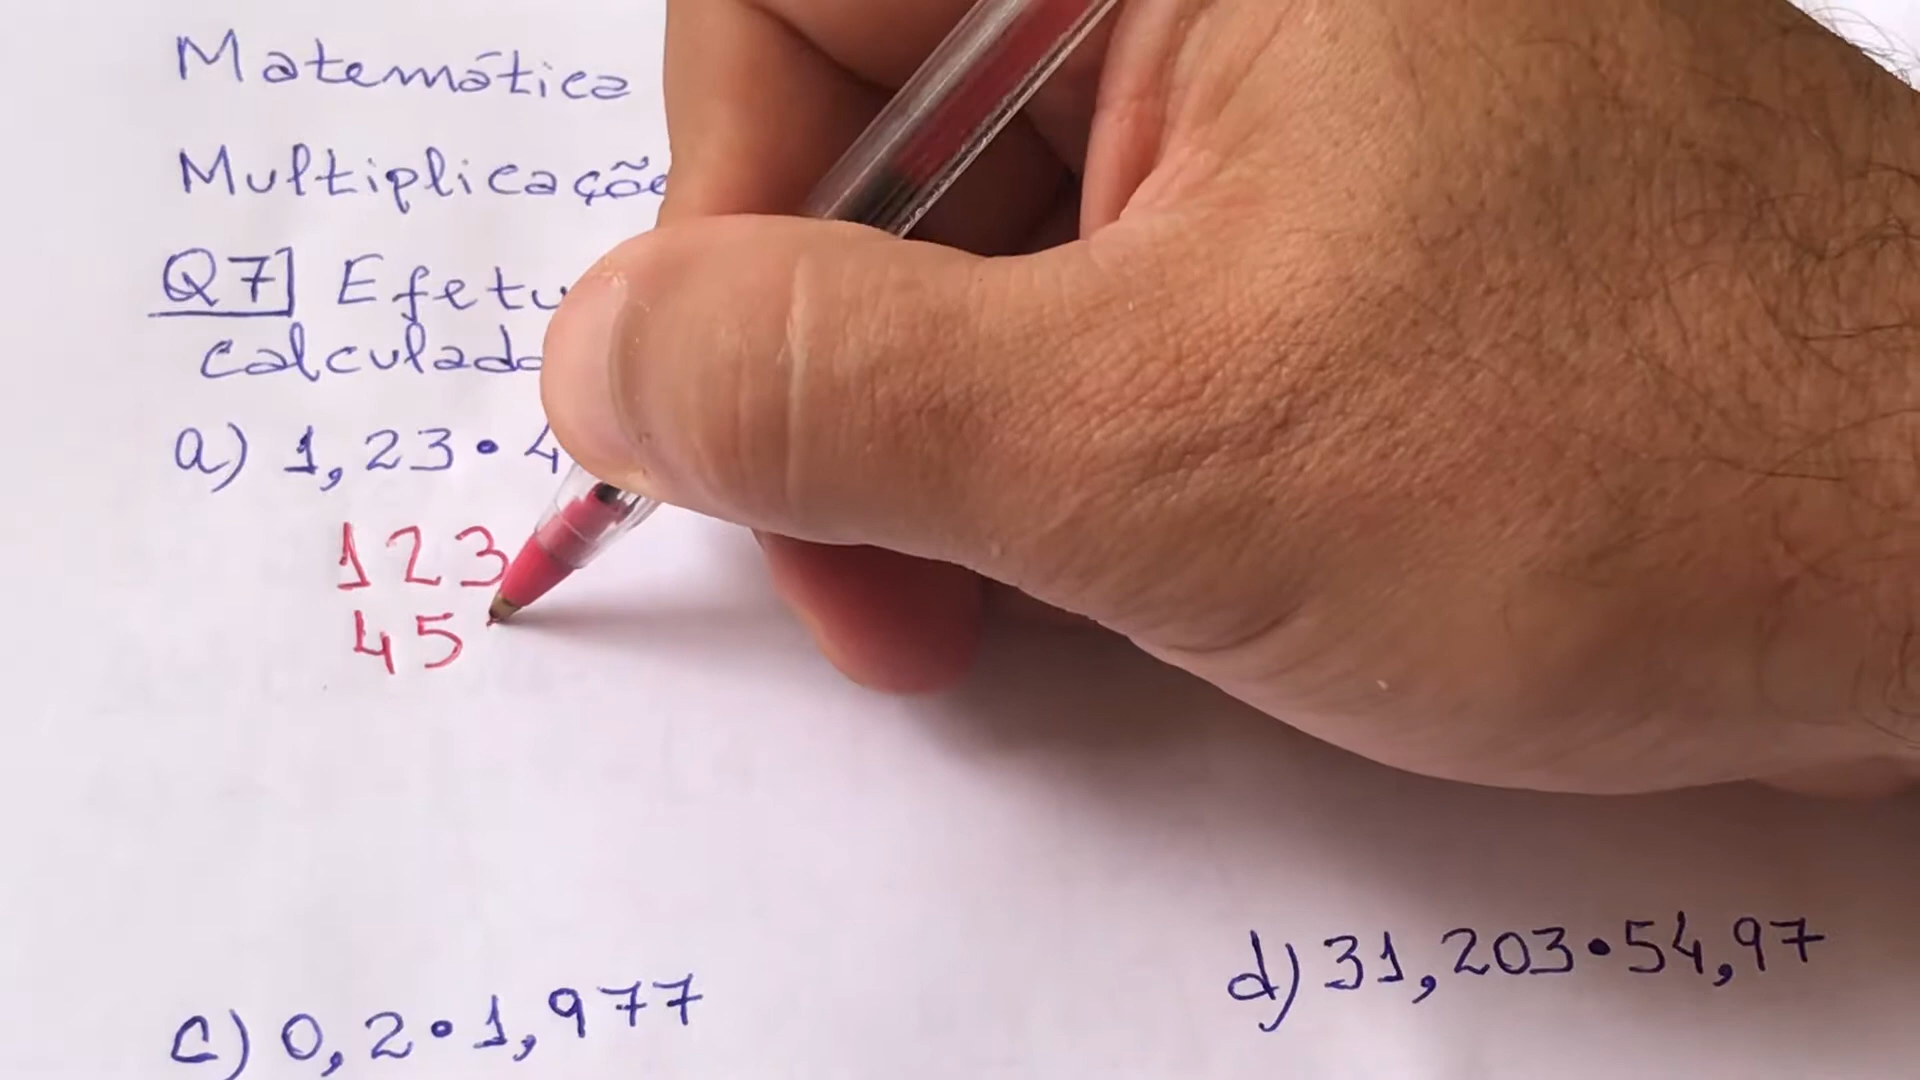 Matemática
Multiplicaçõe
Q7] Efetu
calculado
a) 1,23•4
123
45
c) 0,2•1,977
d) 31,203•54,97